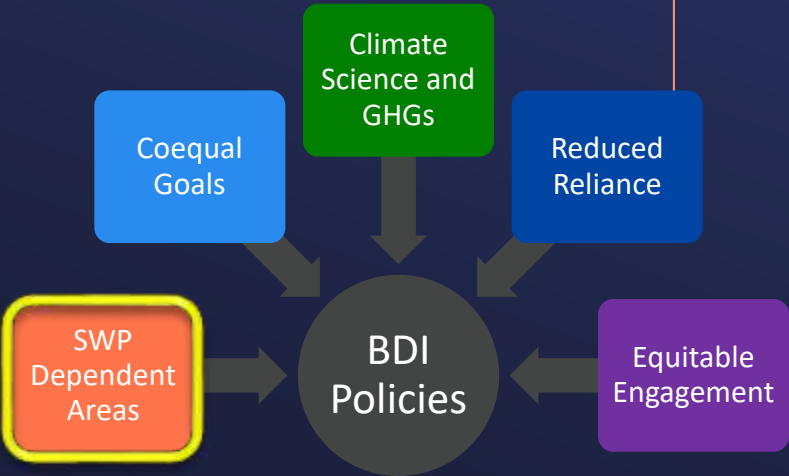 Climate
Science and
GHGs
Coequal
Goals
Reduced
Reliance
SWP
Dependent
Areas
BDI
Policies
Equitable
Engagement